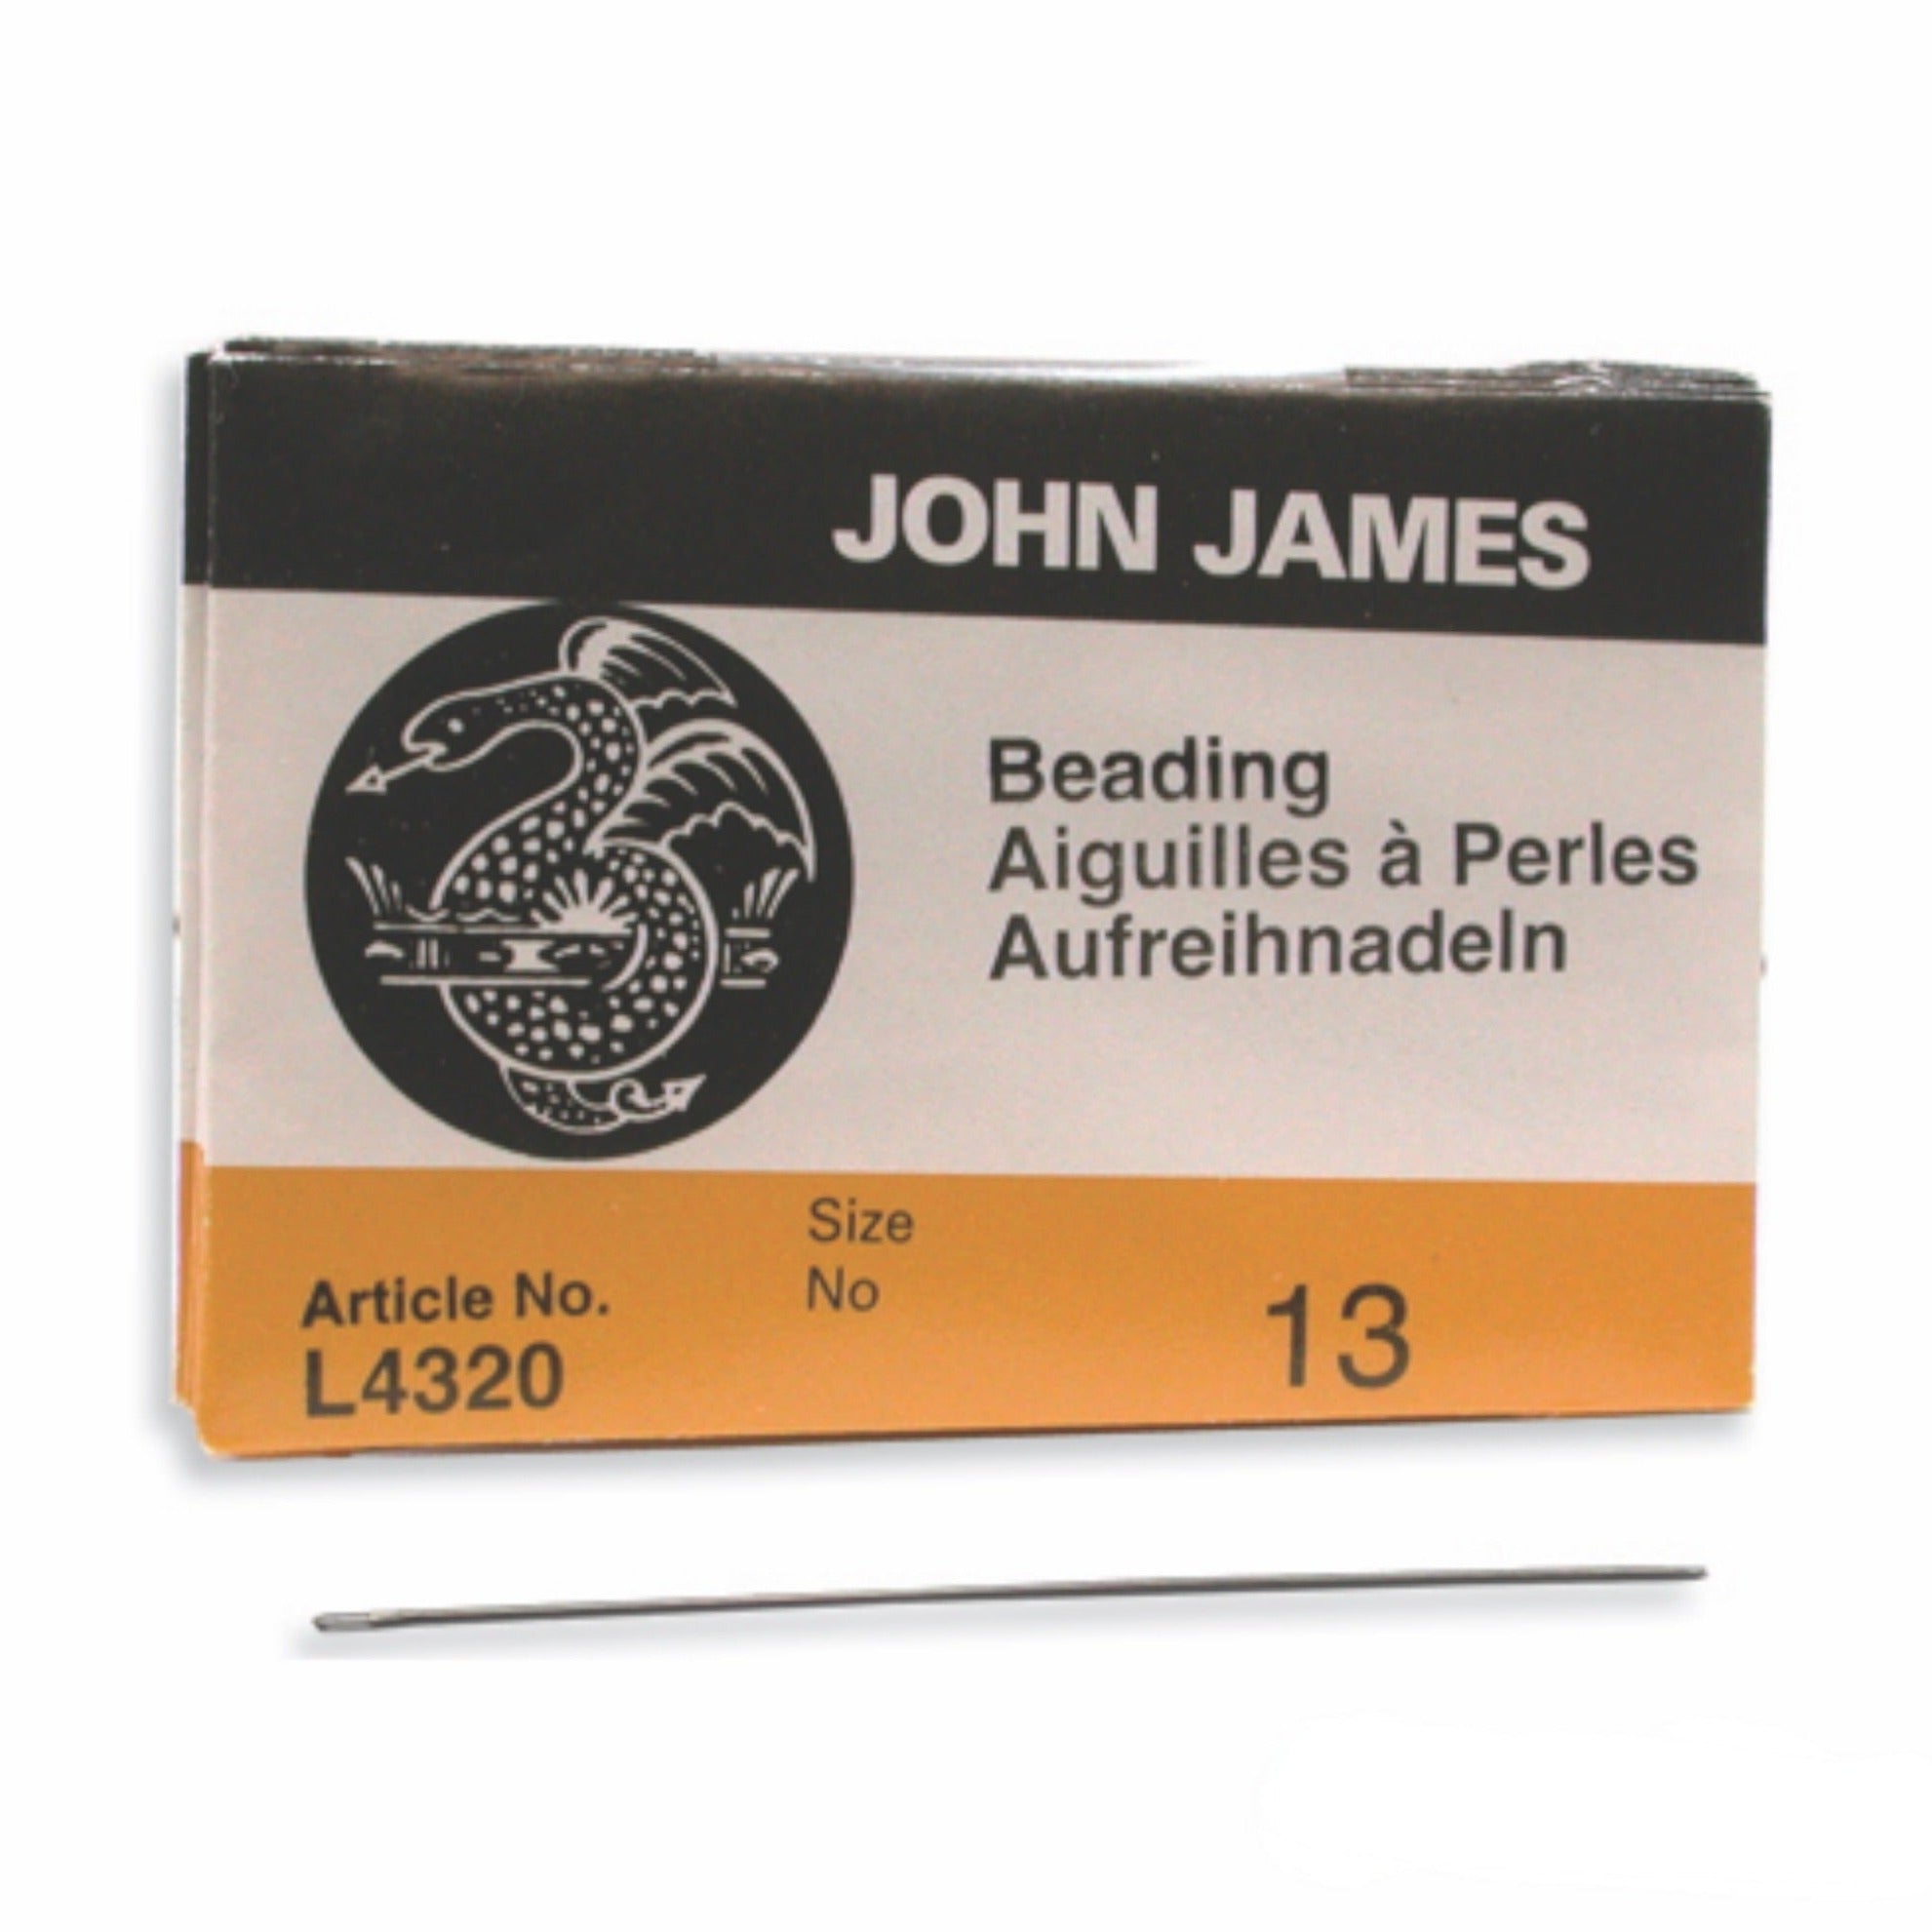 JOHN JAMES
Beading
Aiguilles à Perles
Aufreihnadeln
Size
No
13
Article No.
L4320